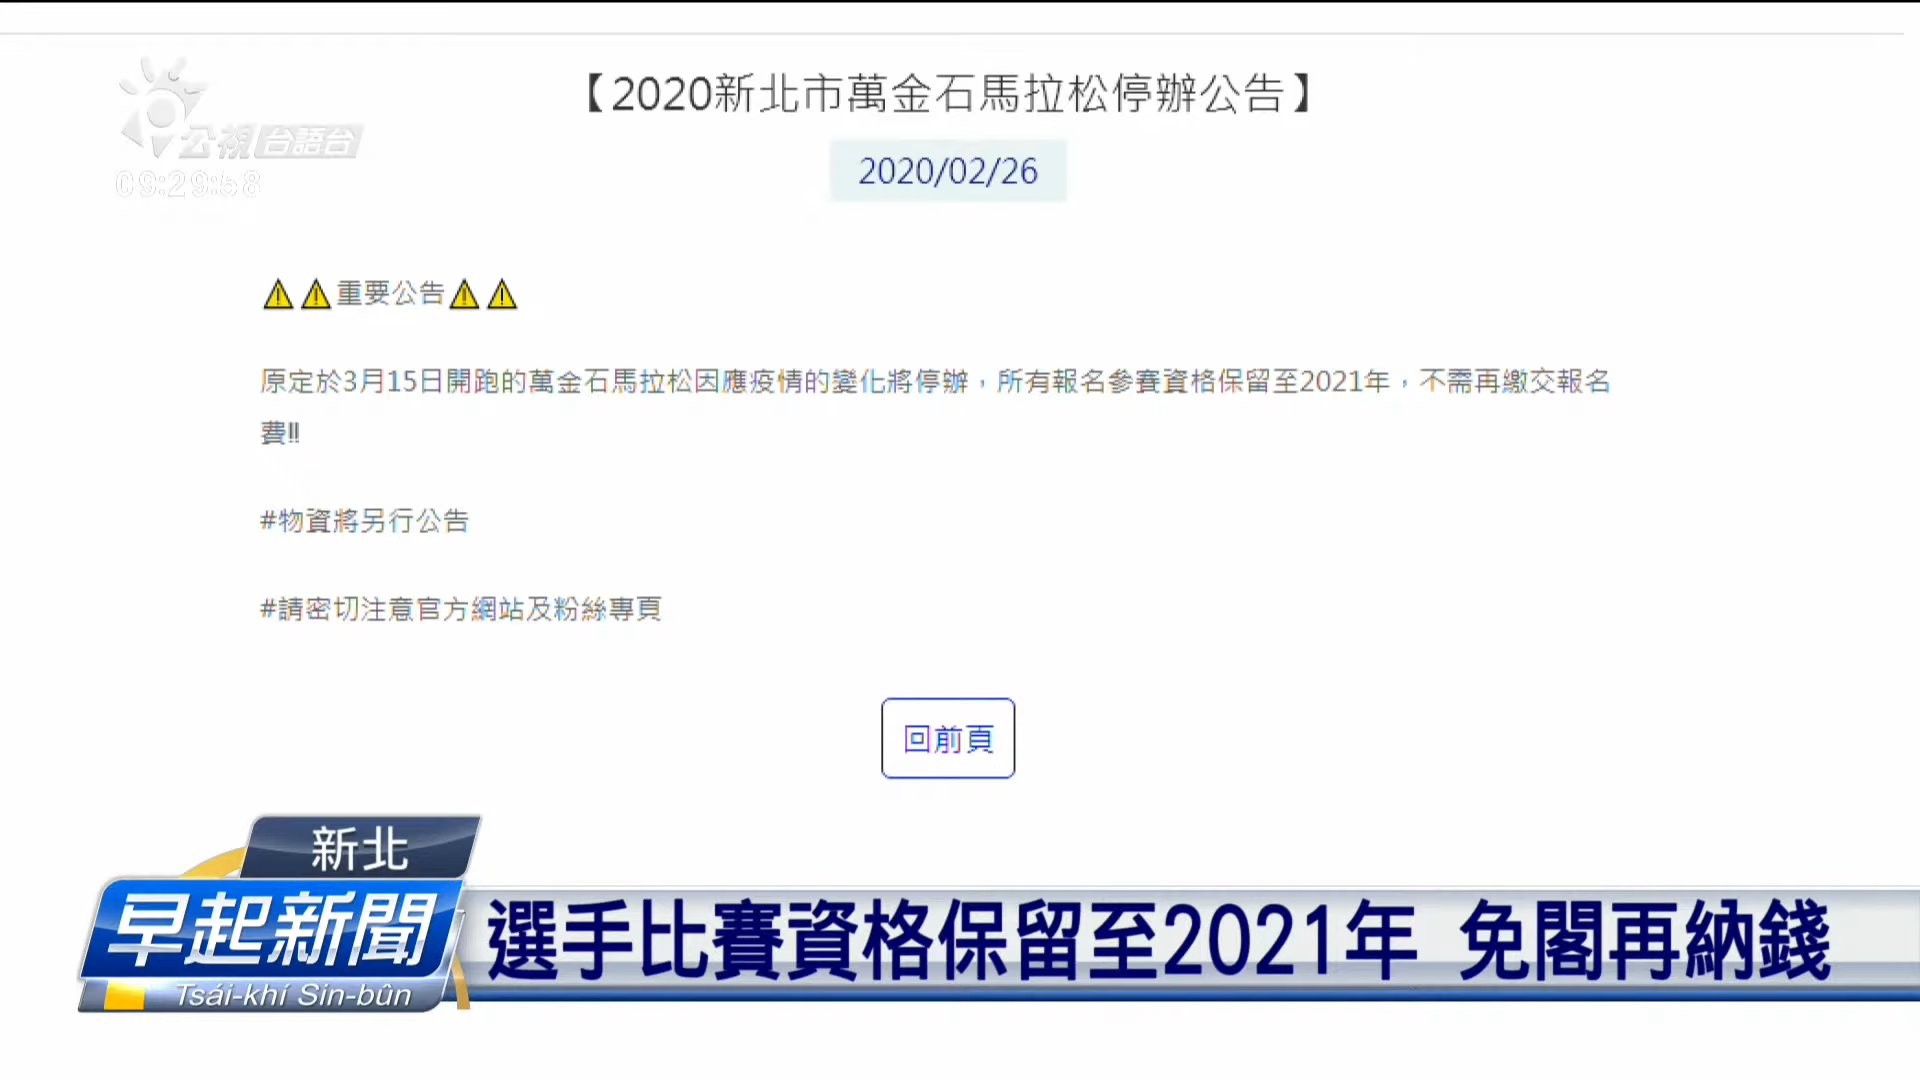 【2020新北市萬金石馬拉松停辦公告】
公視台語台
09:29:58
2020/02/26
⚠⚠重要公告⚠⚠
原定於3月15日開跑的萬金石馬拉松因應疫情的變化將停辦，所有報名參賽資格保留至2021年，不需再繳交報名
費!!
#物資將另行公告
#請密切注意官方網站及粉絲專頁
回前頁
新北
早起新聞
Tsái-khí Sin-bûn
選手比賽資格保留至2021年 免閣再納錢